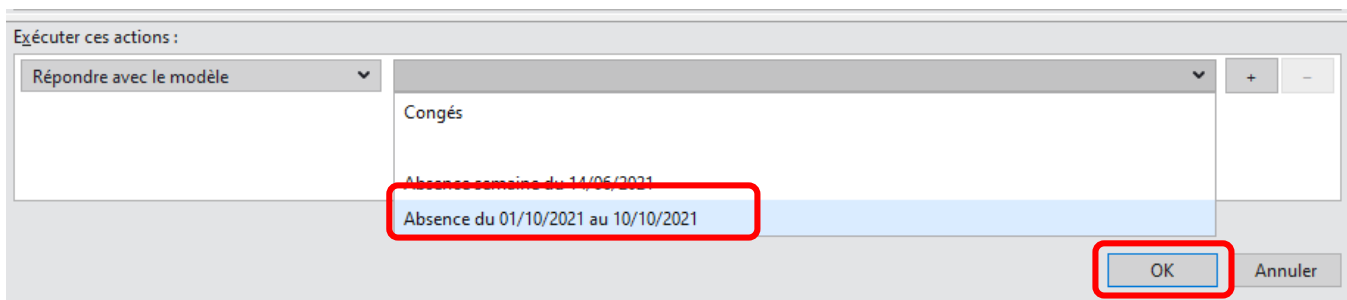 Exécuter ces actions :
Répondre avec le modèle
+ −
Congés
Absence semaine du 14/06/2021
Absence du 01/10/2021 au 10/10/2021
OK Annuler